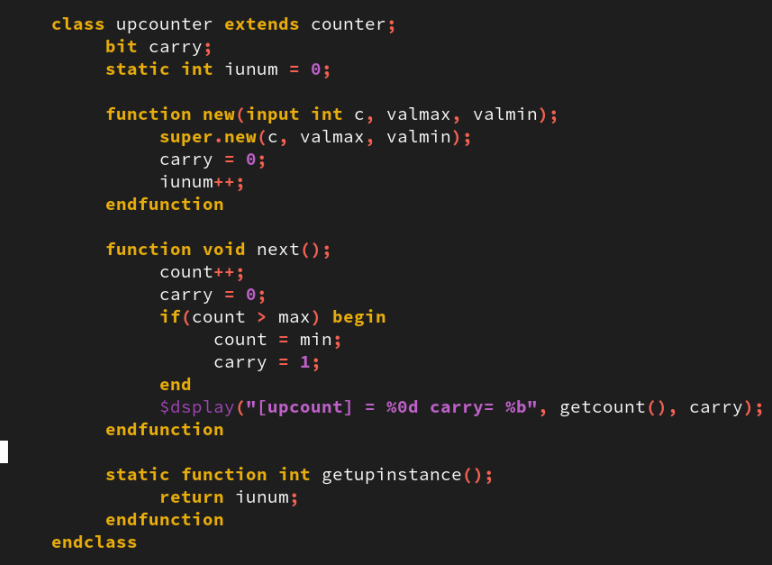 class upcounter extends counter;
bit carry;
static int iunum = 0;
function new(input int c, valmax, valmin);
super.new(c, valmax, valmin);
carry = 0;
iunum++;
endfunction
function void next();
count++;
carry = 0;
if(count > max) begin
count = min;
carry = 1;
end
$dsplay("[upcount] = %0d carry= %b", getcount(), carry);
endfunction
static function int getupinstance();
return iunum;
endfunction
endclass